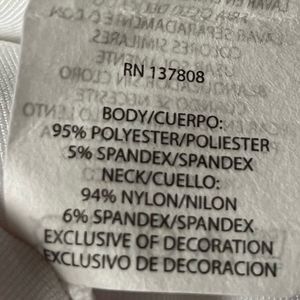 RN 137808
BODY/CUERPO:
95% POLYESTER/POLIESTER
5% SPANDEX/SPANDEX
NECK/CUELLO:
94% NYLON/NILON
6% SPANDEX/SPANDEX
EXCLUSIVE OF DECORATION
EXCLUSIVO DE DECORACION